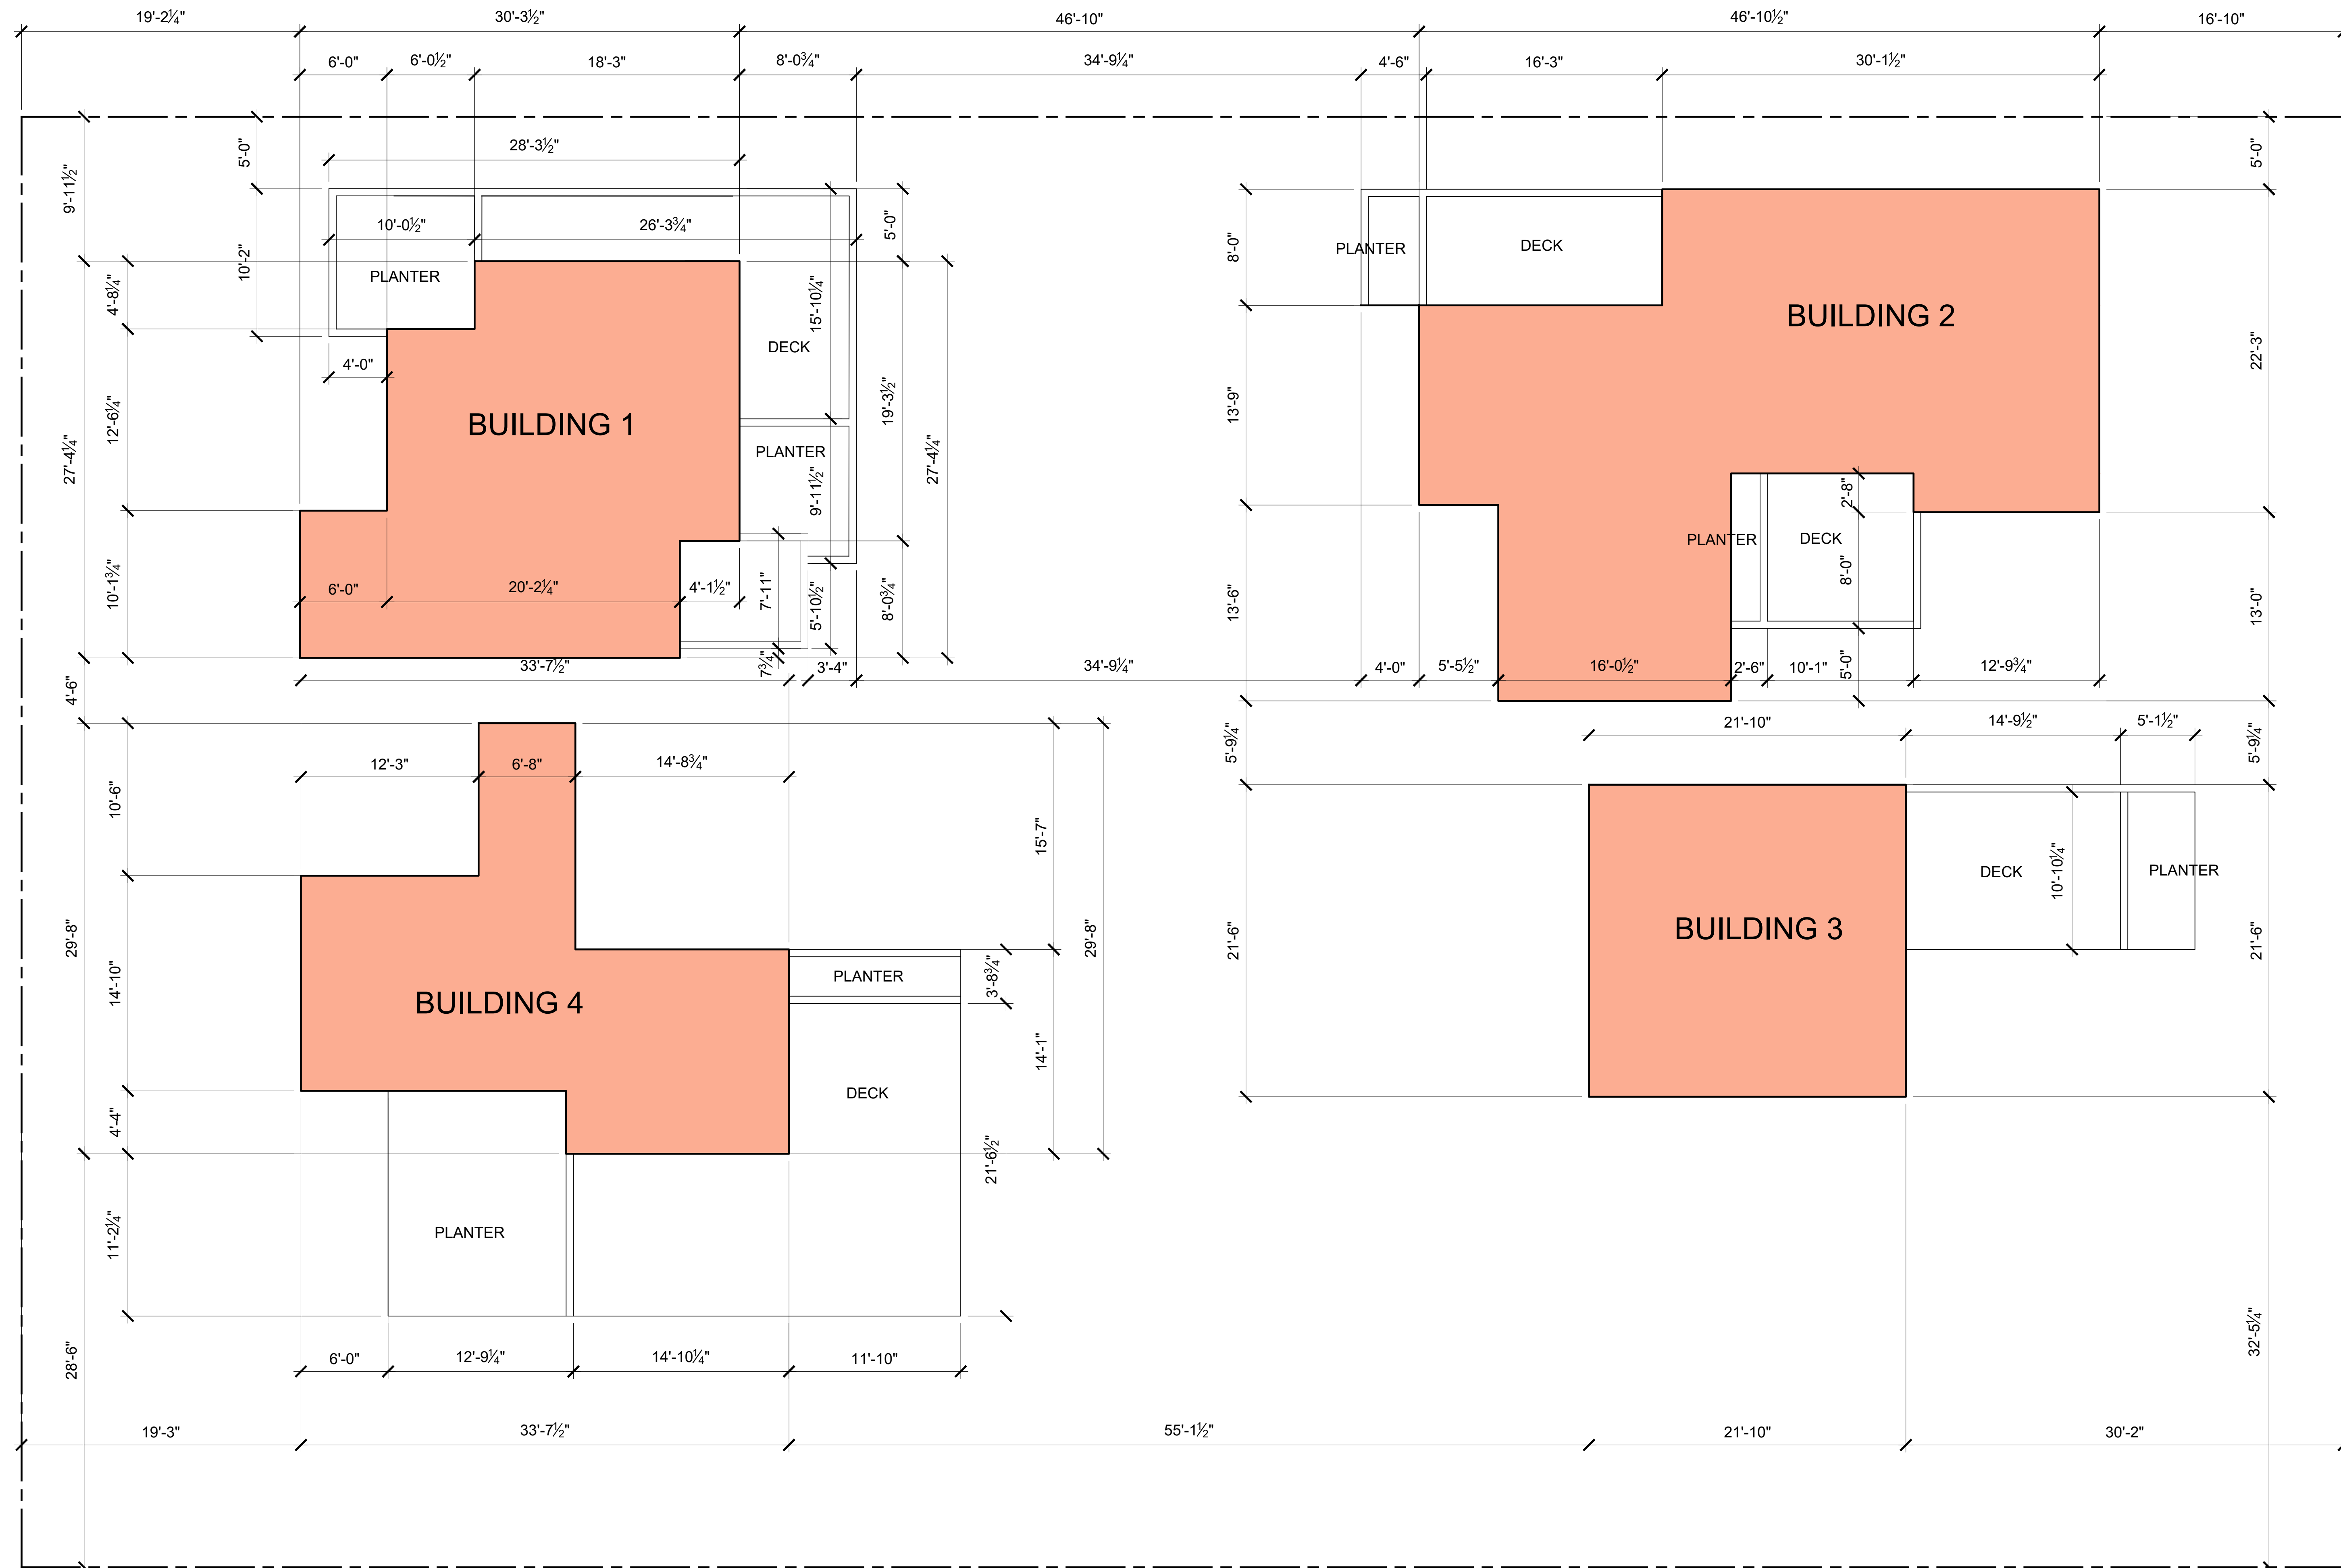 19'-2¼" 30'-3½" 46'-10" 46'-10½" 16'-10"
6'-0" 6'-0½" 18'-3" 8'-0¾" 34'-9¼" 4'-6" 16'-3" 30'-1½"
5'-0" 28'-3½" 5'-0"
9'-11½"
10'-0½" 26'-3¾" 5'-0" 8'-0"
10'-2" PLANTER PLANTER DECK
4'-8¼" 15'-10¼" BUILDING 2
DECK 22'-3"
4'-0"
12'-6¼" BUILDING 1 19'-3½" 13'-9"
27'-4¼" PLANTER 27'-4¼"
9'-11½" 2'-8"
PLANTER DECK
10'-1¾" 6'-0" 20'-2¼" 4'-1½" 7'-11" 5'-10½" 8'-0¾" 13'-6" 8'-0" 13'-0"
33'-7½" 7¾" 3'-4" 34'-9¼" 4'-0" 5'-5½" 16'-0½" 2'-6" 10'-1" 5'-0" 12'-9¾"
4'-6"
21'-10" 14'-9½" 5'-1½"
5'-9¼" 5'-9¼"
12'-3" 6'-8" 14'-8¾"
10'-6" 15'-7"
DECK 10'-10¼" PLANTER
29'-8" 29'-8" 21'-6" BUILDING 3 21'-6"
14'-10" PLANTER 3'-8¾"
BUILDING 4
14'-1"
DECK
4'-4"
21'-6½"
11'-2¼" PLANTER
28'-6" 6'-0" 12'-9¼" 14'-10¼" 11'-10" 32'-5¼"
19'-3" 33'-7½" 55'-1½" 21'-10" 30'-2"